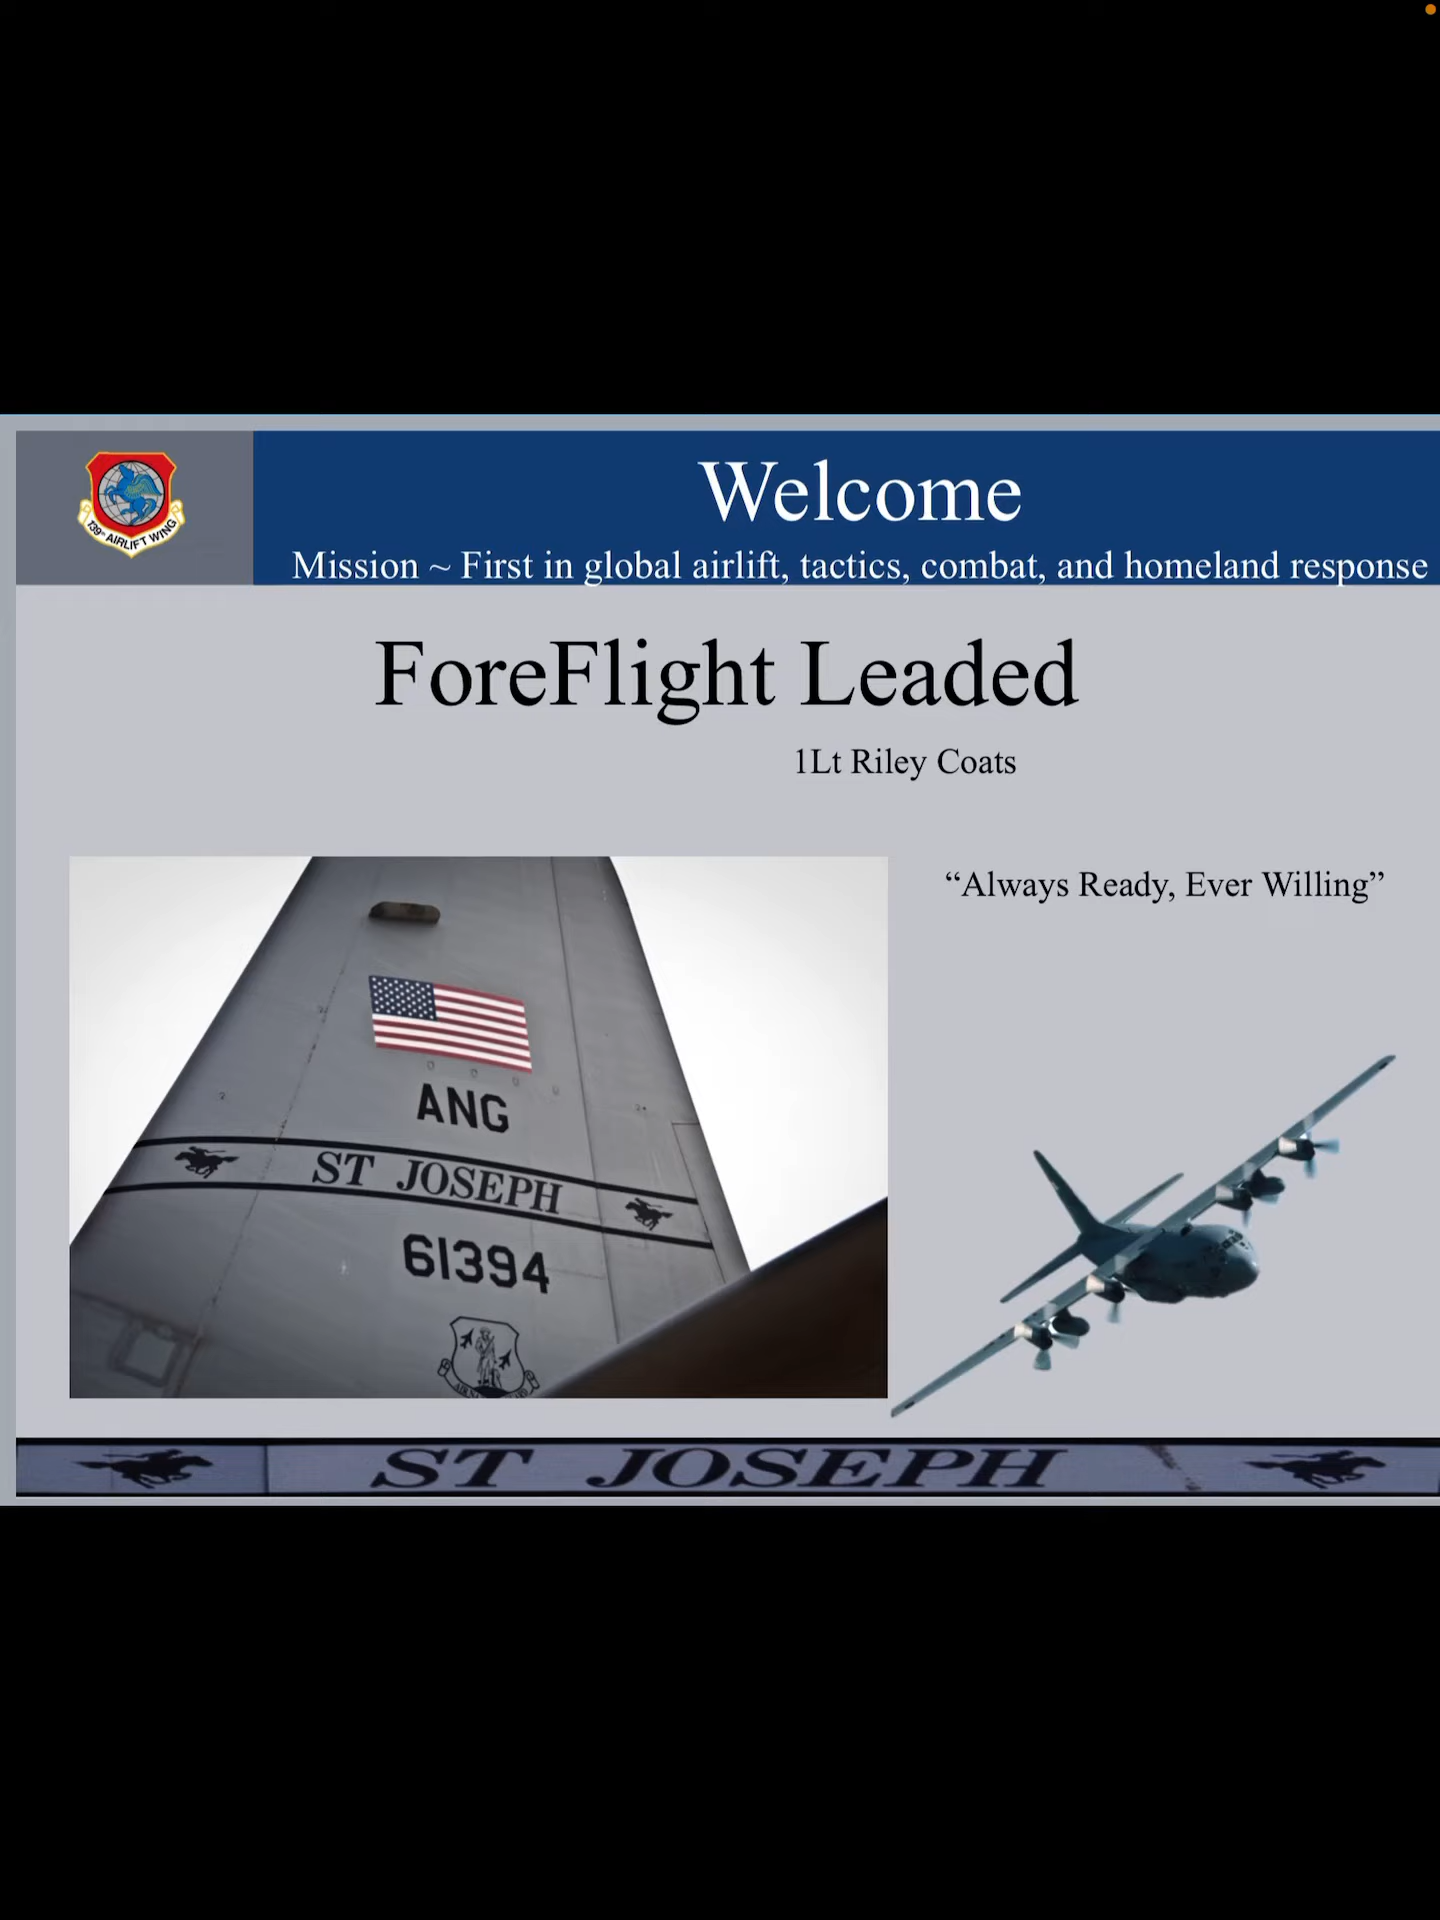 139th AIRLIFT WING
Welcome
Mission ~ First in global airlift, tactics, combat, and homeland response
ForeFlight Leaded
1Lt Riley Coats
“Always Ready, Ever Willing”
ANG
ST JOSEPH
61394
ST JOSEPH